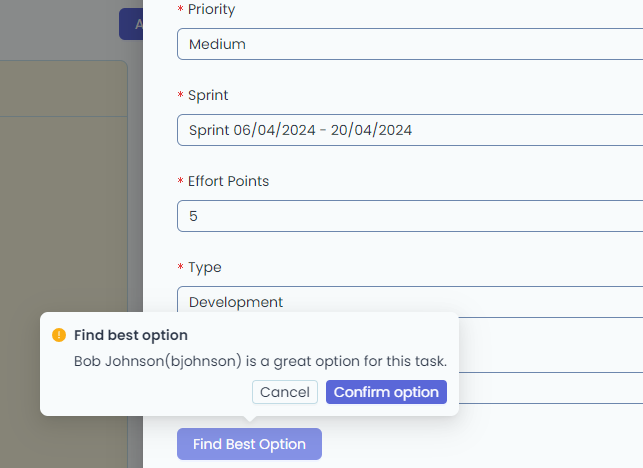 * Priority
Medium
* Sprint
Sprint 06/04/2024 - 20/04/2024
* Effort Points
5
* Type
Development
Find best option
Bob Johnson(bjohnson) is a great option for this task.
Cancel
Confirm option
Find Best Option